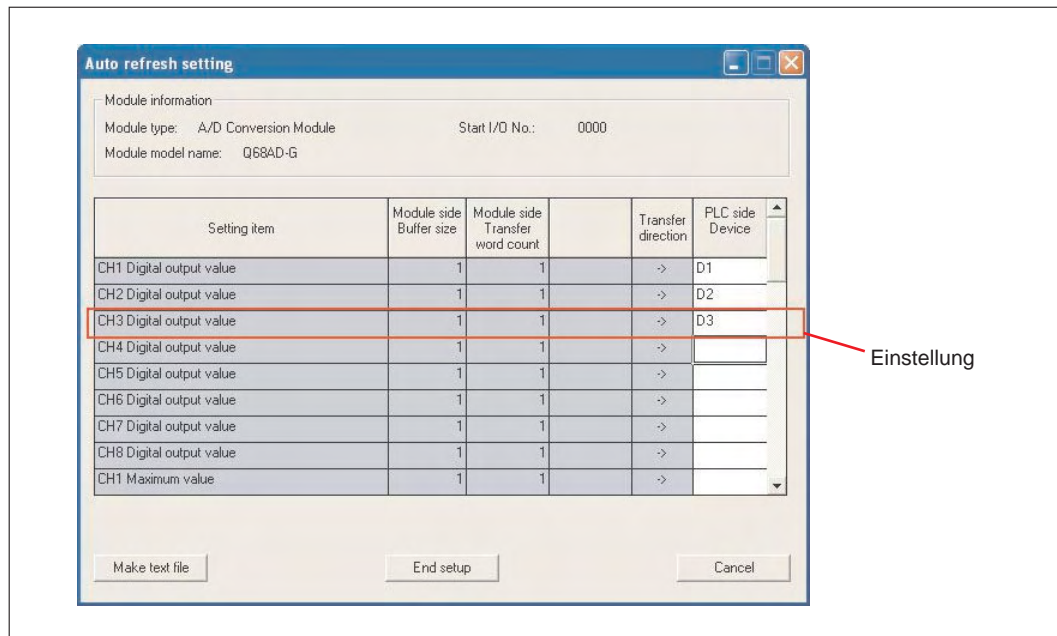 Auto refresh setting
Module information
Module type: A/D Conversion Module Start I/O No.: 0000
Module model name: Q68AD-G
Setting item Module side Buffer size Module side Transfer word count Transfer direction PLC side Device
CH1 Digital output value 1 1 -> D1
CH2 Digital output value 1 1 -> D2
CH3 Digital output value 1 1 -> D3
CH4 Digital output value 1 1 ->
Einstellung
CH5 Digital output value 1 1 ->
CH6 Digital output value 1 1 ->
CH7 Digital output value 1 1 ->
CH8 Digital output value 1 1 ->
CH1 Maximum value 1 1 ->
Make text file End setup Cancel